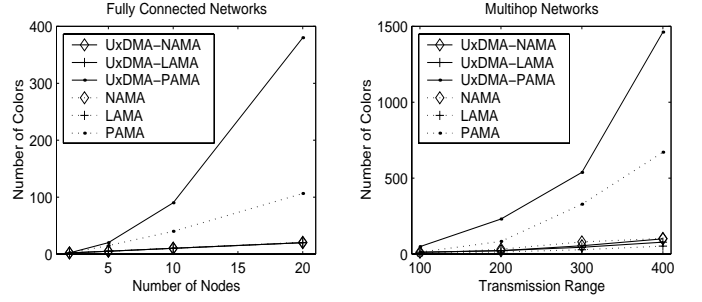 Fully Connected Networks
Number of Colors
400
300
200
100
0
UxDMA-NAMA
UxDMA-LAMA
UxDMA-PAMA
NAMA
LAMA
PAMA
5
10
15
20
Number of Nodes
Multihop Networks
Number of Colors
1500
1000
500
0
UxDMA-NAMA
UxDMA-LAMA
UxDMA-PAMA
NAMA
LAMA
PAMA
100
200
300
400
Transmission Range